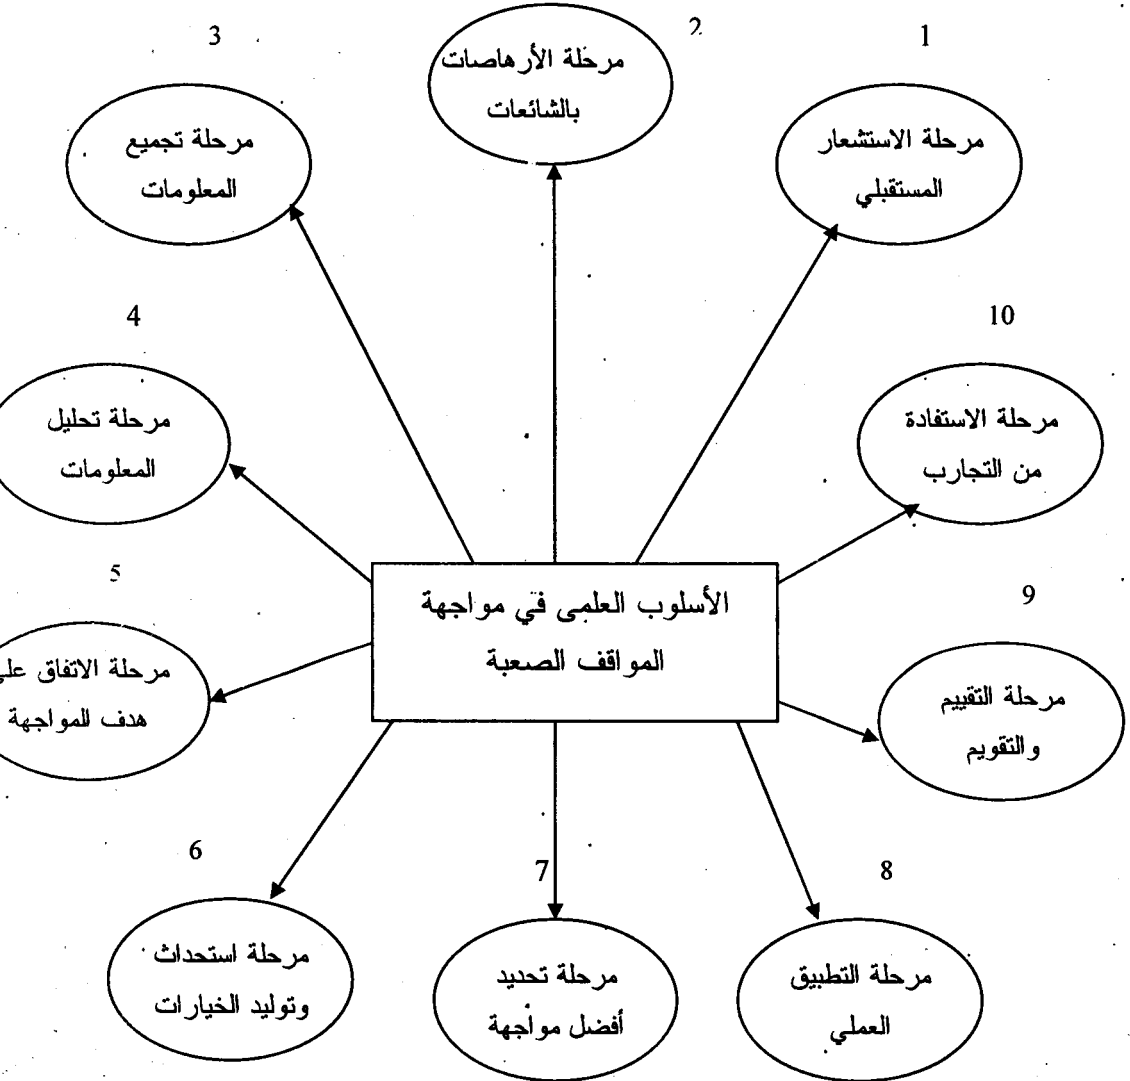 1
مرحلة الاستشعار
المستقبلي
2
مرحلة الأرهاصات
بالشائعات
3
مرحلة تجميع
المعلومات
4
مرحلة تحليل
المعلومات
5
مرحلة الاتفاق على
هدف للمواجهة
6
مرحلة استحداث
وتوليد الخيارات
7
مرحلة تحديد
أفضل مواجهة
8
مرحلة التطبيق
العملي
9
مرحلة التقييم
والتقويم
10
مرحلة الاستفادة
من التجارب
الأسلوب العلمى في مواجهة
المواقف الصعبة